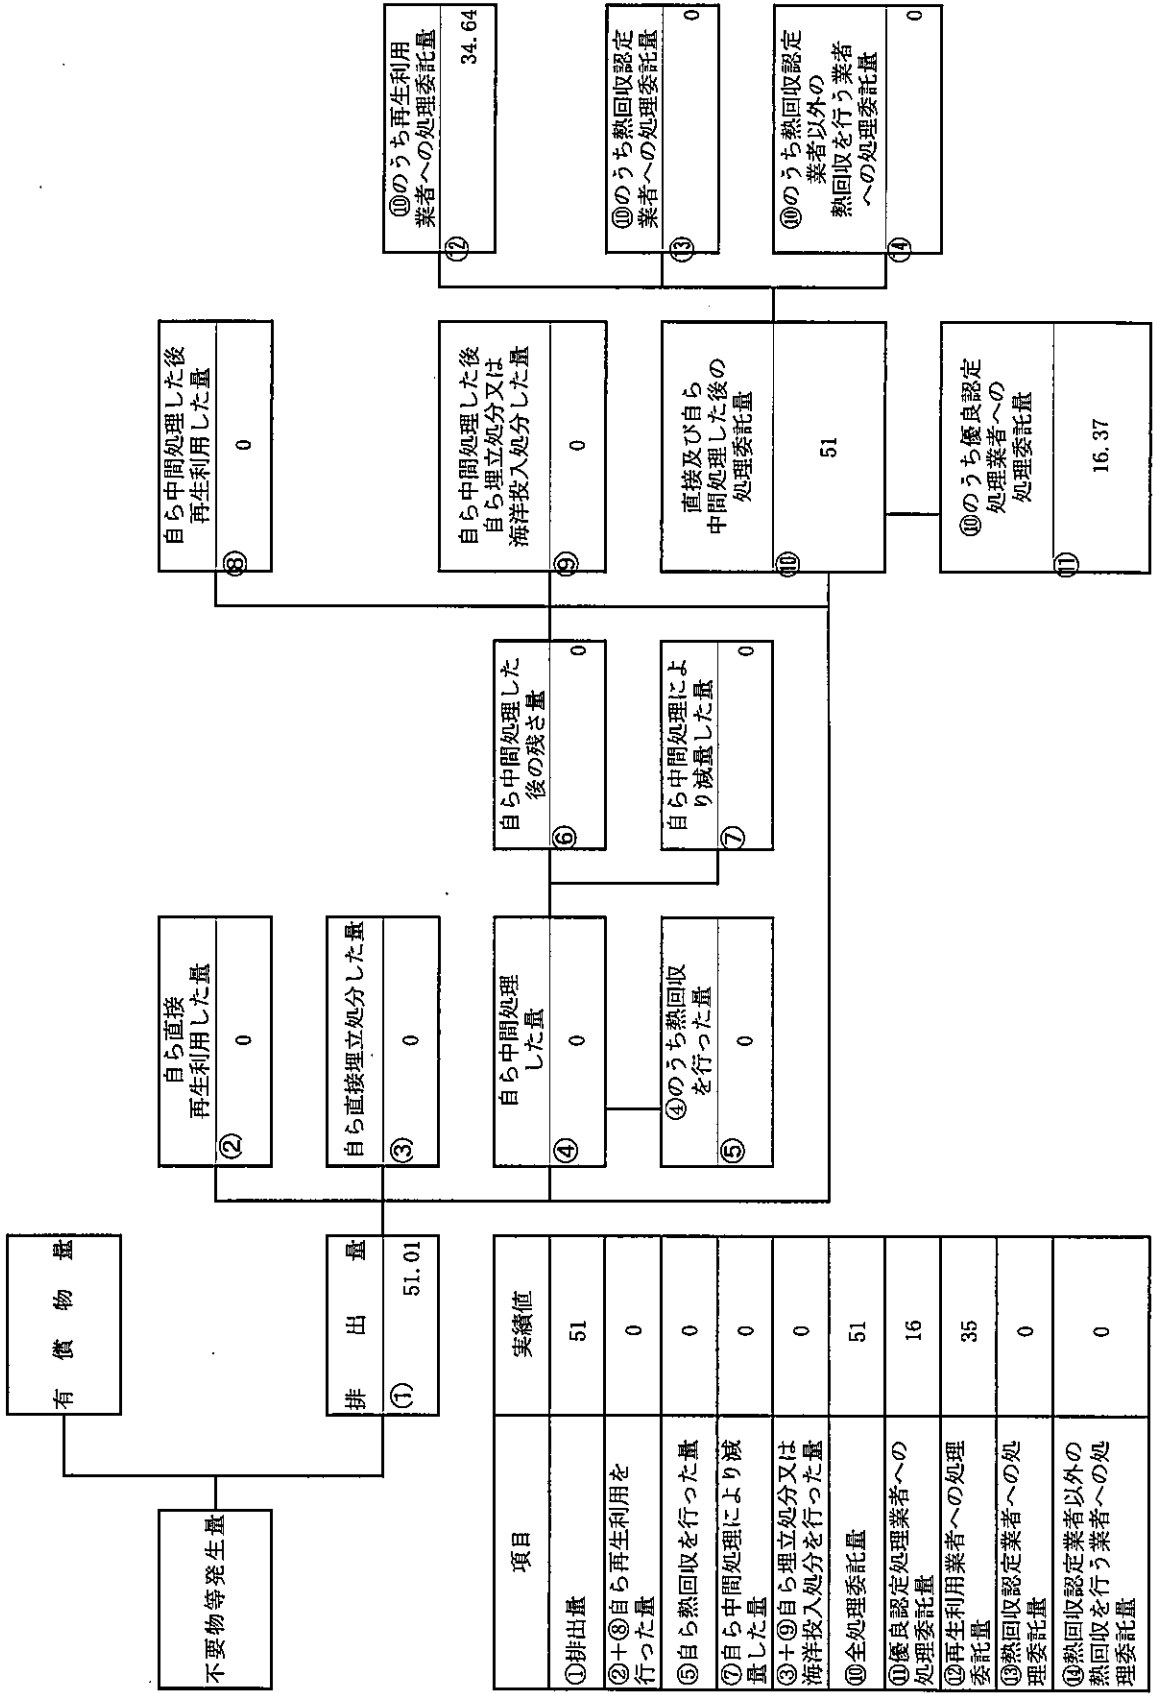 有償物量
不要物等発生量
排出量
① 51.01
自ら直接
再生利用した量
② 0
自ら直接埋立処分した量
③ 0
自ら中間処理
した量
④ 0
④のうち熱回収
を行った量
⑤ 0
自ら中間処理した
後の残さ量
⑥ 0
自ら中間処理によ
り減量した量
⑦ 0
自ら中間処理した後
再生利用した量
⑧ 0
自ら中間処理した後
自ら埋立処分又は
海洋投入処分した量
⑨ 0
直接及び自ら
中間処理した後の
処理委託量
⑩ 51
⑩のうち優良認定
処理業者への
処理委託量
⑪ 16.37
⑩のうち再生利用
業者への処理委託量
⑫ 34.64
⑩のうち熱回収認定
業者への処理委託量
⑬ 0
⑩のうち熱回収認定
業者以外の
熱回収を行う業者
への処理委託量
⑭ 0
項目 実績値
①排出量 51
②+⑧自ら再生利用を
行った量 0
⑤自ら熱回収を行った量 0
⑦自ら中間処理により減
量した量 0
③+⑨自ら埋立処分又は
海洋投入処分を行った量 0
⑩全処理委託量 51
⑪優良認定処理業者への
処理委託量 16
⑫再生利用業者への処理
委託量 35
⑬熱回収認定業者への処
理委託量 0
⑭熱回収認定業者以外の
熱回収を行う業者への処
理委託量 0